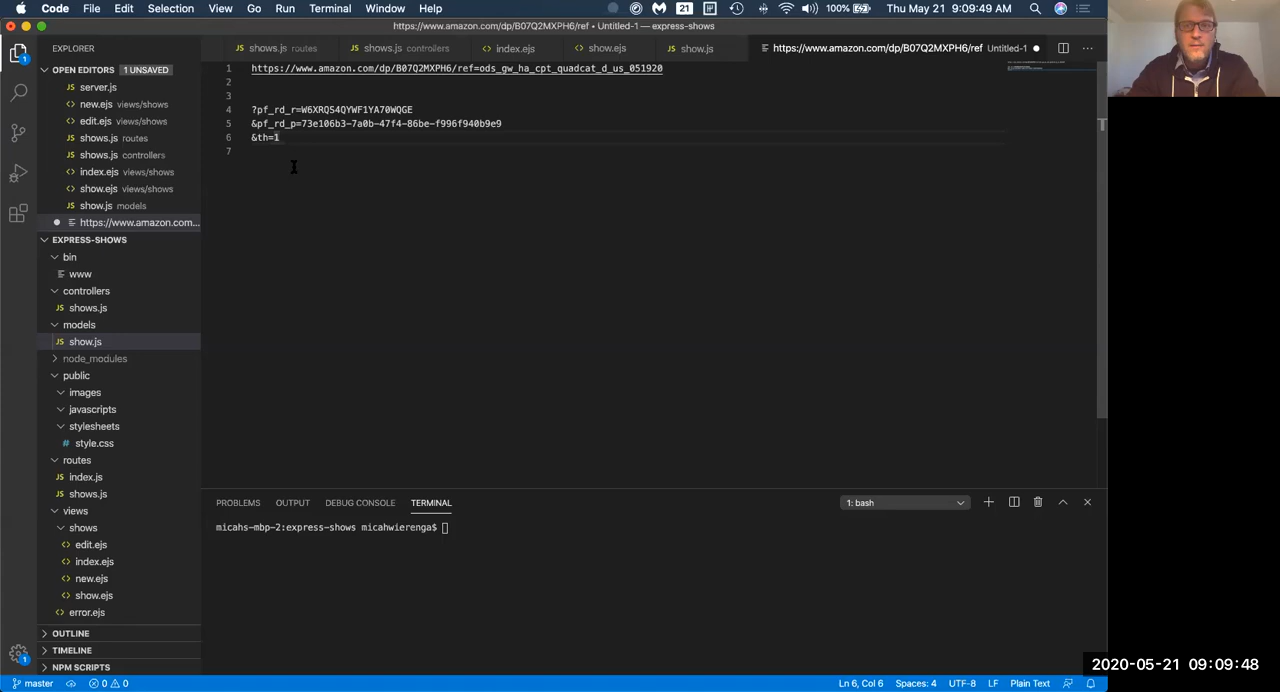 Code File Edit Selection View Go Run Terminal Window Help 21 100% Thu May 21 9:09:49 AM
https://www.amazon.com/dp/B07Q2MXPH6/ref • Untitled-1 — express-shows
EXPLORER
shows.js routes shows.js controllers index.ejs show.ejs show.js https://www.amazon.com/dp/B07Q2MXPH6/ref Untitled-1
1
OPEN EDITORS 1 UNSAVED
server.js
new.ejs views/shows
edit.ejs views/shows
shows.js routes
shows.js controllers
index.ejs views/shows
show.ejs views/shows
show.js models
https://www.amazon.com...
EXPRESS-SHOWS
bin
www
controllers
shows.js
models
show.js
node_modules
public
images
javascripts
stylesheets
style.css
routes
index.js
shows.js
views
shows
edit.ejs
index.ejs
new.ejs
show.ejs
error.ejs
OUTLINE
TIMELINE
NPM SCRIPTS
1 https://www.amazon.com/dp/B07Q2MXPH6/ref=ods_gw_ha_cpt_quadcat_d_us_051920
2
3
4 ?pf_rd_r=W6XRQS4QYWF1YA70WQGE
5 &pf_rd_p=73e106b3-7a0b-47f4-86be-f996f940b9e9
6 &th=1
7
PROBLEMS OUTPUT DEBUG CONSOLE TERMINAL 1: bash
micahs-mbp-2:express-shows micahwierenga$
1
master 0 0 Ln 6, Col 6 Spaces: 4 UTF-8 LF Plain Text
2020-05-21 09:09:48